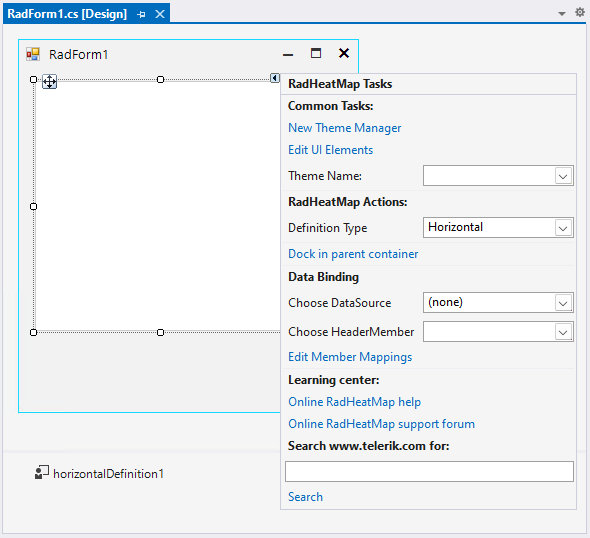 RadForm1.cs [Design]
RadForm1
RadHeatMap Tasks
Common Tasks:
New Theme Manager
Edit UI Elements
Theme Name:
RadHeatMap Actions:
Definition Type Horizontal
Dock in parent container
Data Binding
Choose DataSource (none)
Choose HeaderMember
Edit Member Mappings
Learning center:
Online RadHeatMap help
Online RadHeatMap support forum
Search www.telerik.com for:
Search
horizontalDefinition1